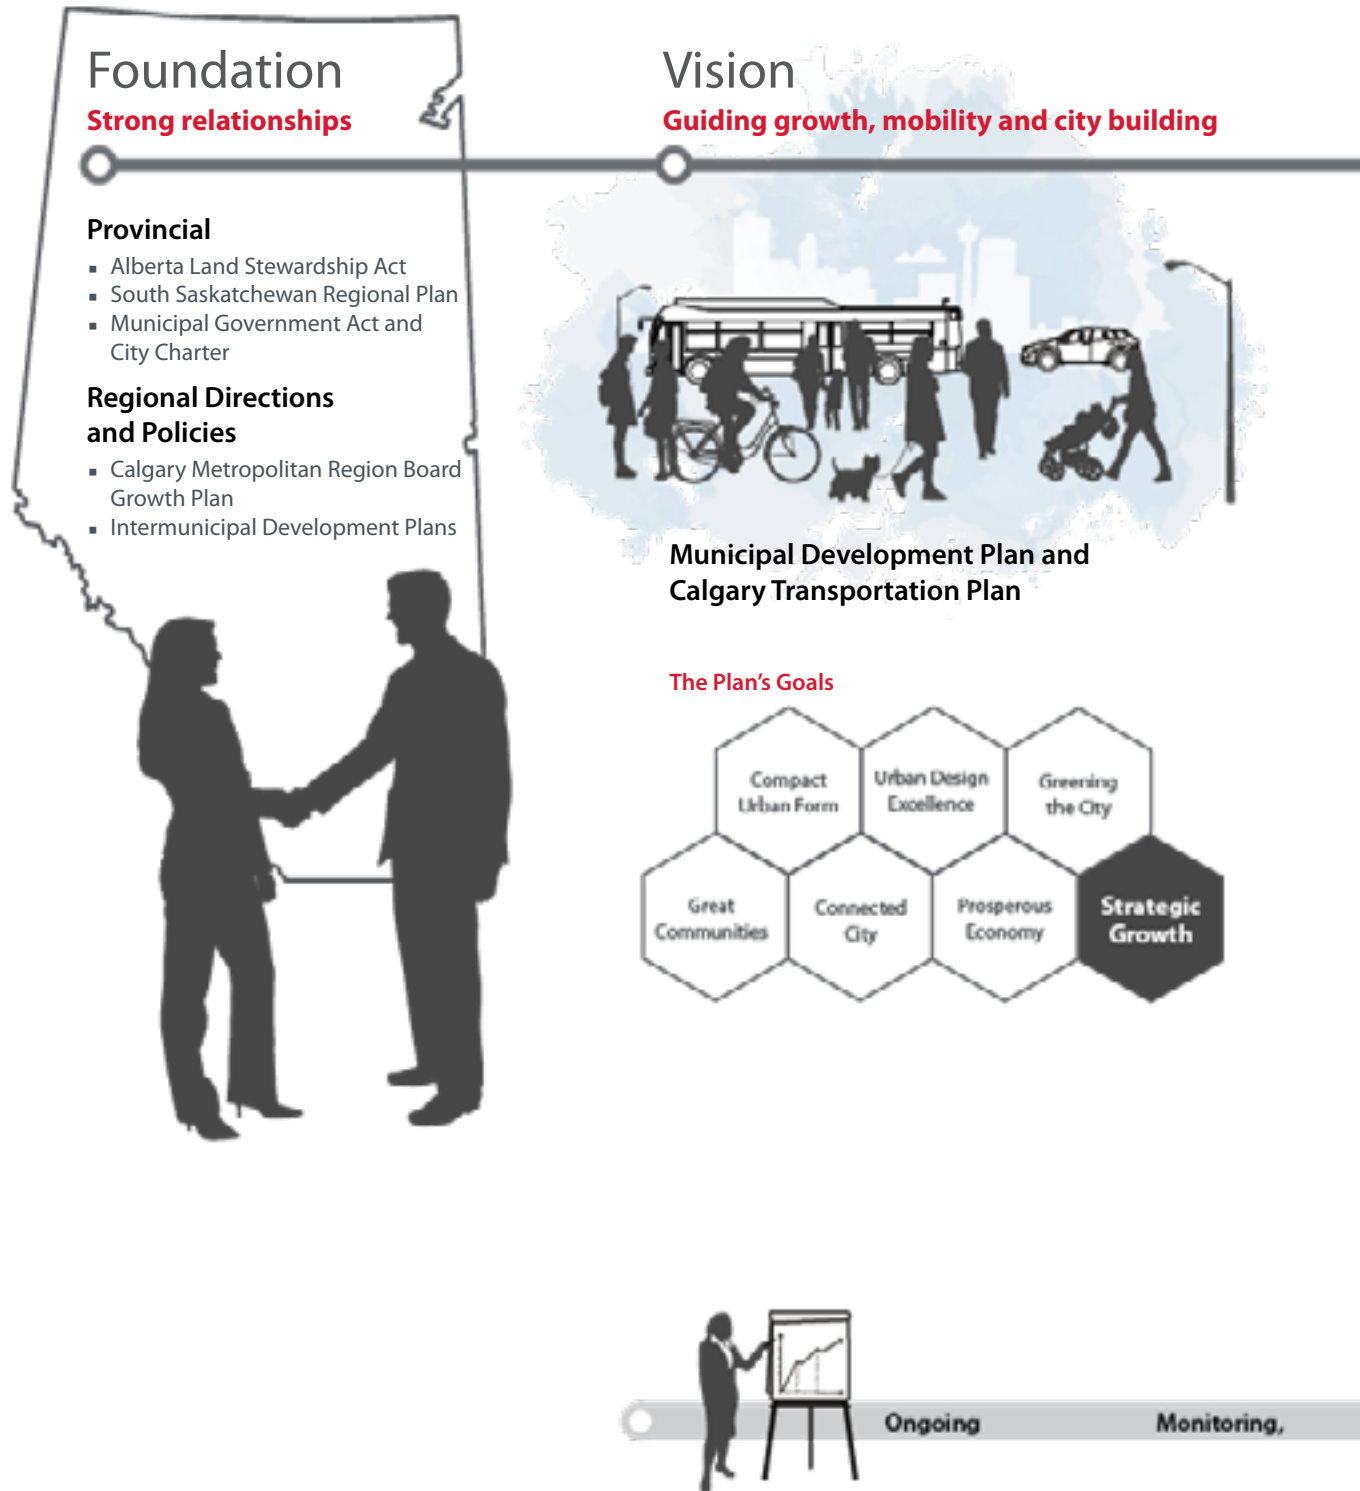 Foundation
Strong relationships
Provincial
▪ Alberta Land Stewardship Act
▪ South Saskatchewan Regional Plan
▪ Municipal Government Act and
City Charter
Regional Directions
and Policies
▪ Calgary Metropolitan Region Board
Growth Plan
▪ Intermunicipal Development Plans
Vision
Guiding growth, mobility and city building
Municipal Development Plan and
Calgary Transportation Plan
The Plan’s Goals
Compact
Urban Form
Urban Design
Excellence
Greening
the City
Great
Communities
Connected
City
Prosperous
Economy
Strategic
Growth
Ongoing Monitoring,